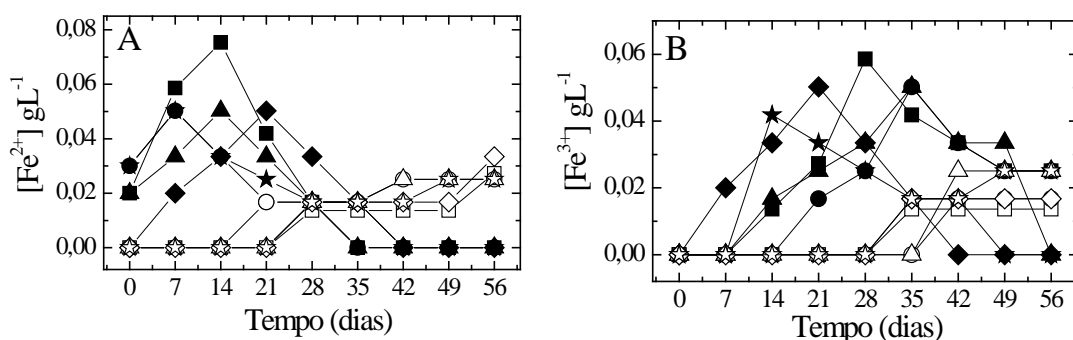 A
[Fe²⁺] gL⁻¹
0,08
0,06
0,04
0,02
0,00
0 7 14 21 28 35 42 49 56
Tempo (dias)
B
[Fe³⁺] gL⁻¹
0,06
0,04
0,02
0,00
0 7 14 21 28 35 42 49 56
Tempo (dias)